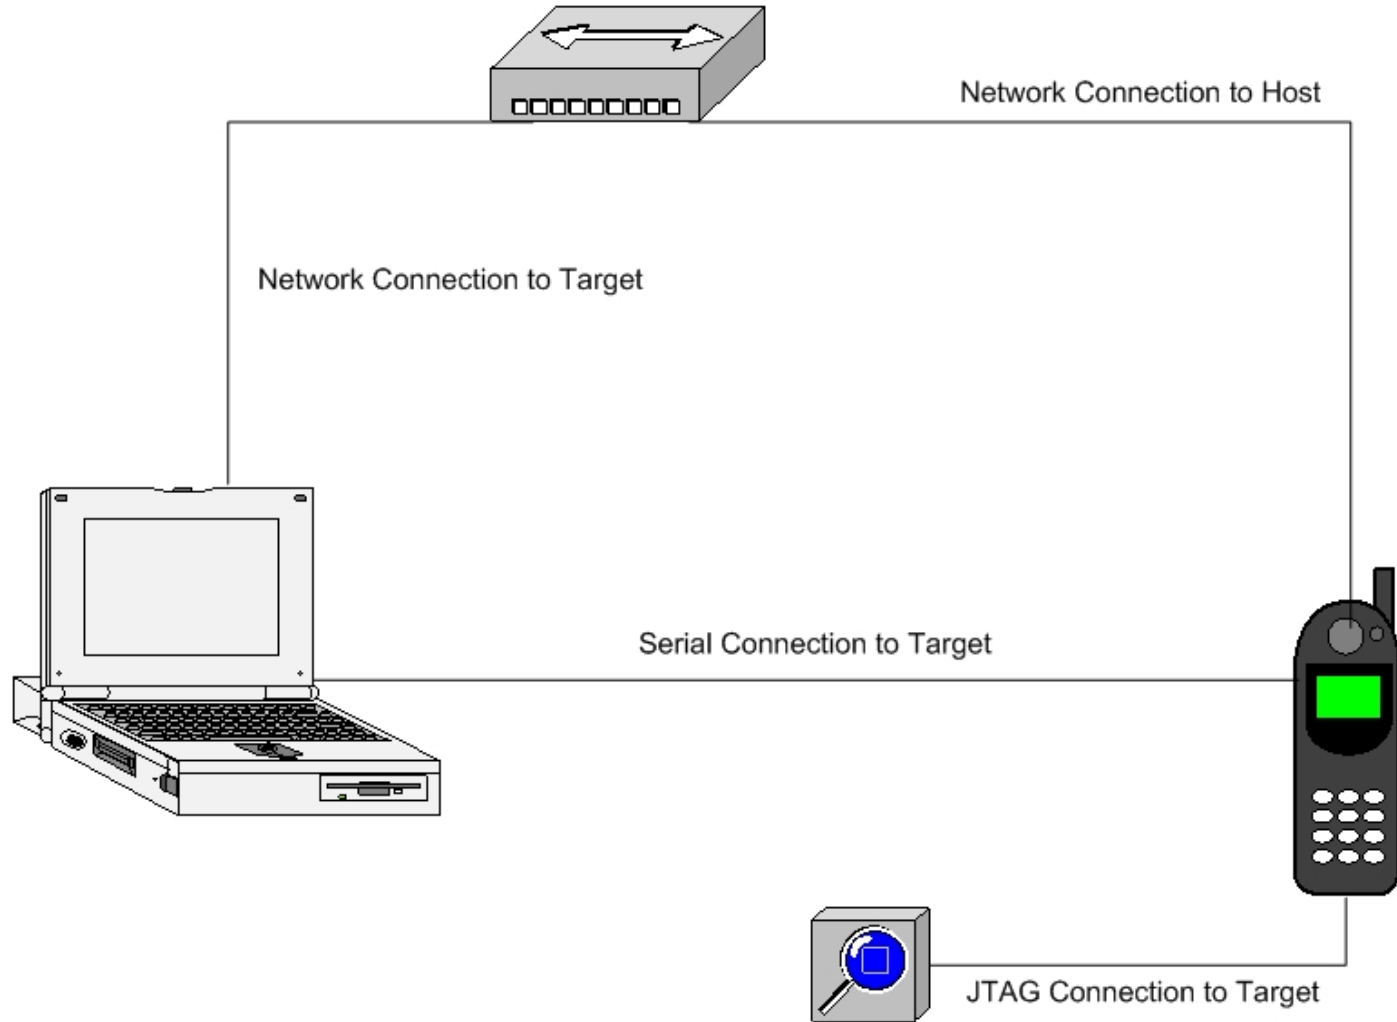 Network Connection to Host
Network Connection to Target
Serial Connection to Target
JTAG Connection to Target